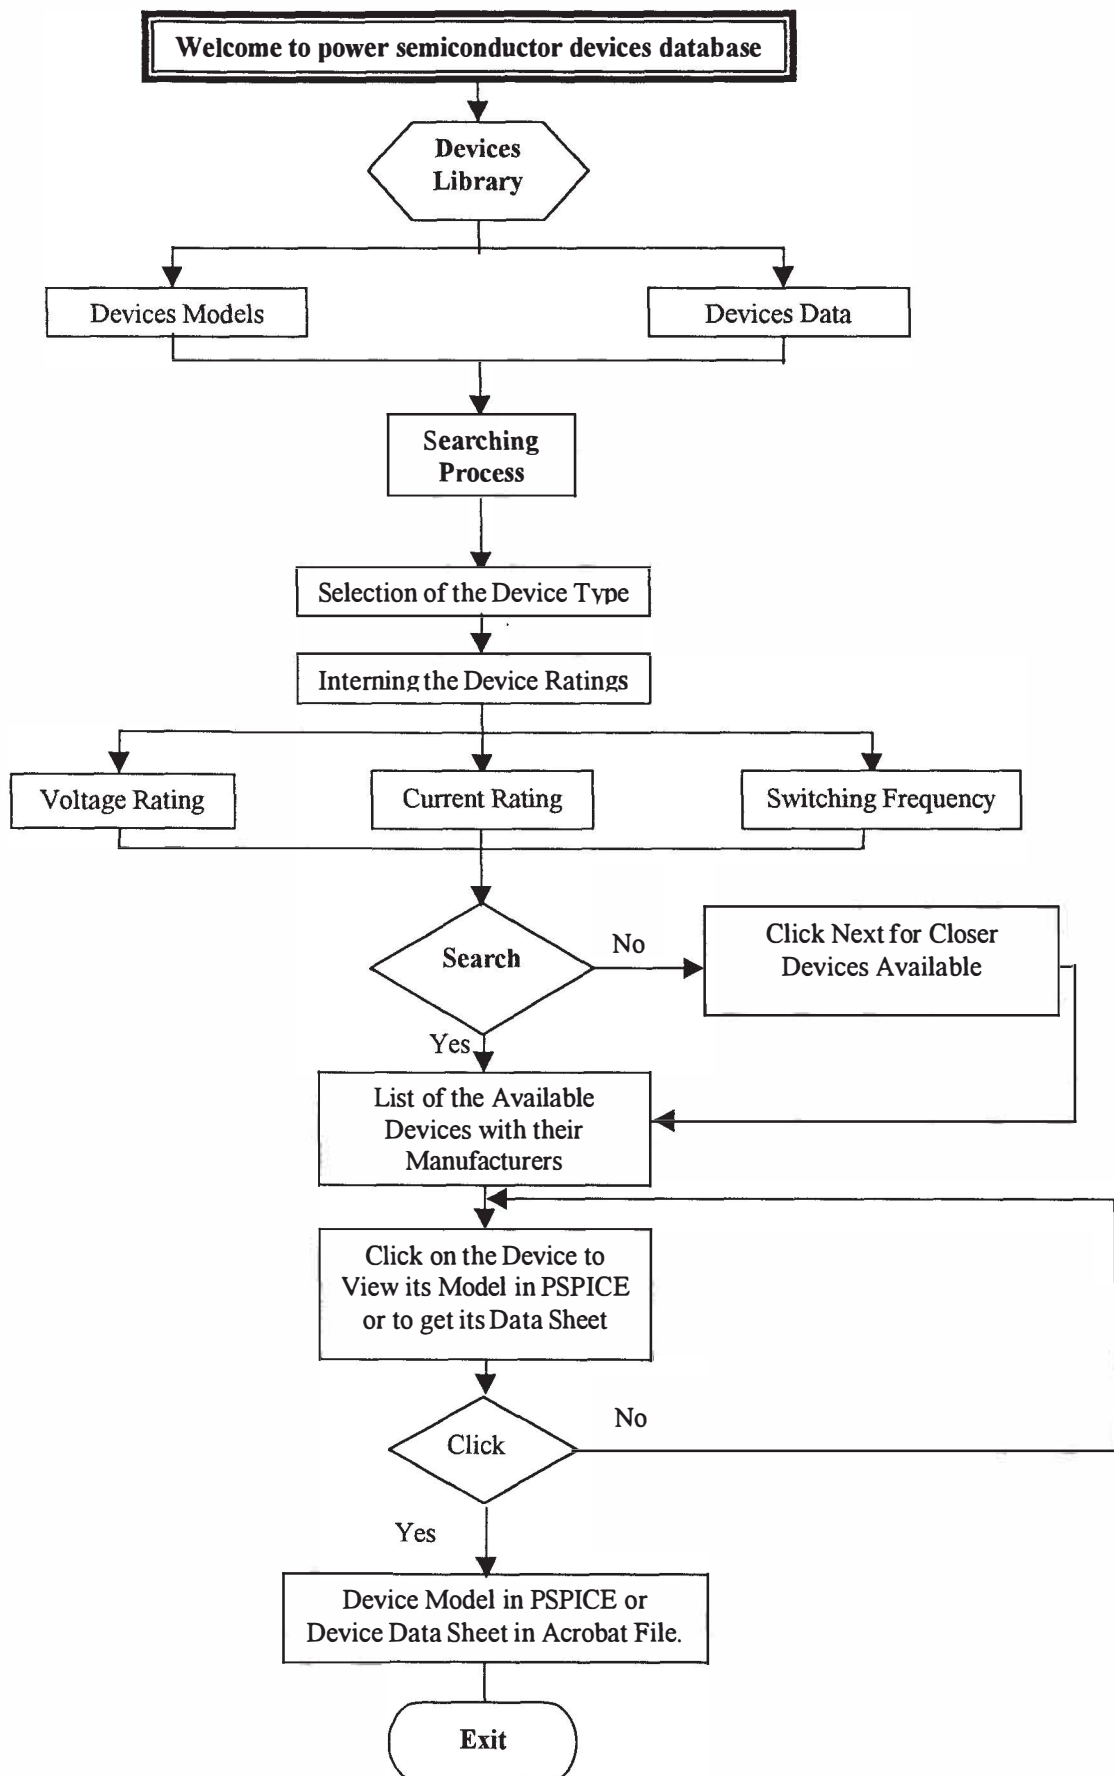 Welcome to power semiconductor devices database
Devices
Library
Devices Models
Devices Data
Searching
Process
Selection of the Device Type
Interning the Device Ratings
Voltage Rating
Current Rating
Switching Frequency
Search
No
Click Next for Closer
Devices Available
Yes
List of the Available
Devices with their
Manufacturers
Click on the Device to
View its Model in PSPICE
or to get its Data Sheet
Click
No
Yes
Device Model in PSPICE or
Device Data Sheet in Acrobat File.
Exit